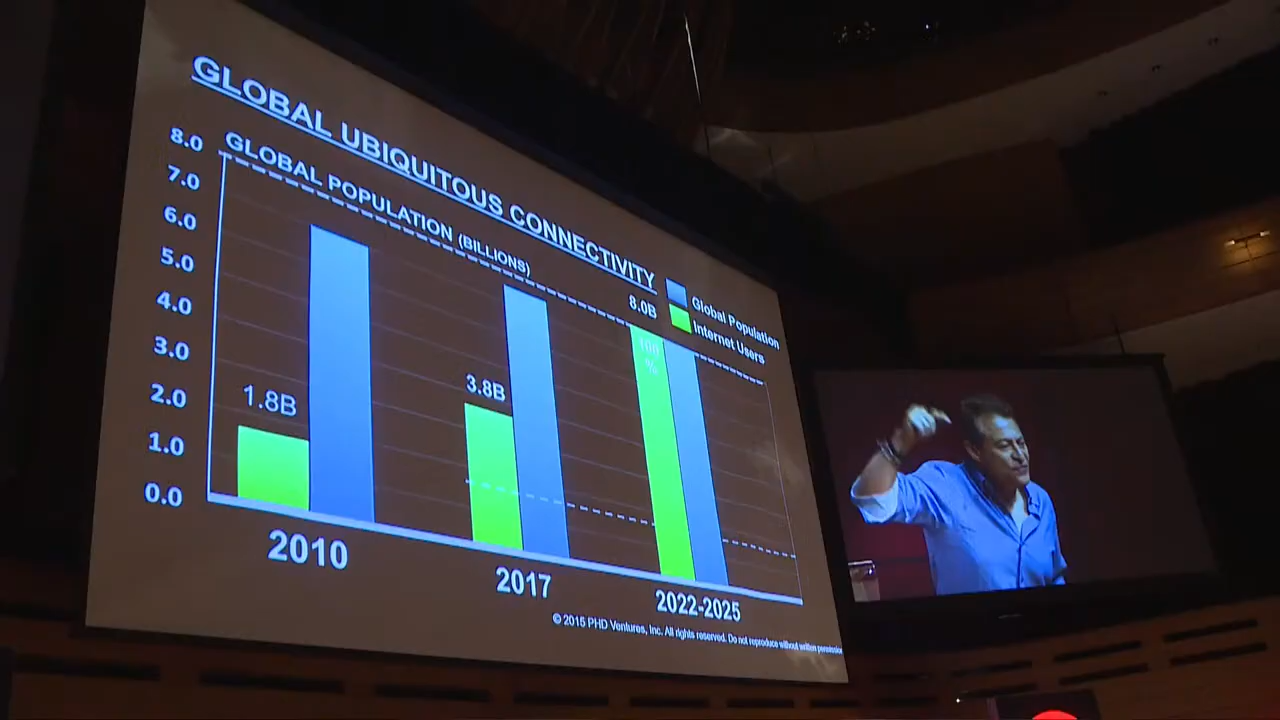 GLOBAL UBIQUITOUS CONNECTIVITY
GLOBAL POPULATION (BILLIONS)
8.0
7.0
6.0
5.0
4.0
3.0
2.0
1.0
0.0
1.8B
3.8B
8.0B
100
%
Global Population
Internet Users
2010
2017
2022-2025
© 2015 PHD Ventures, Inc. All rights reserved. Do not reproduce without written permission